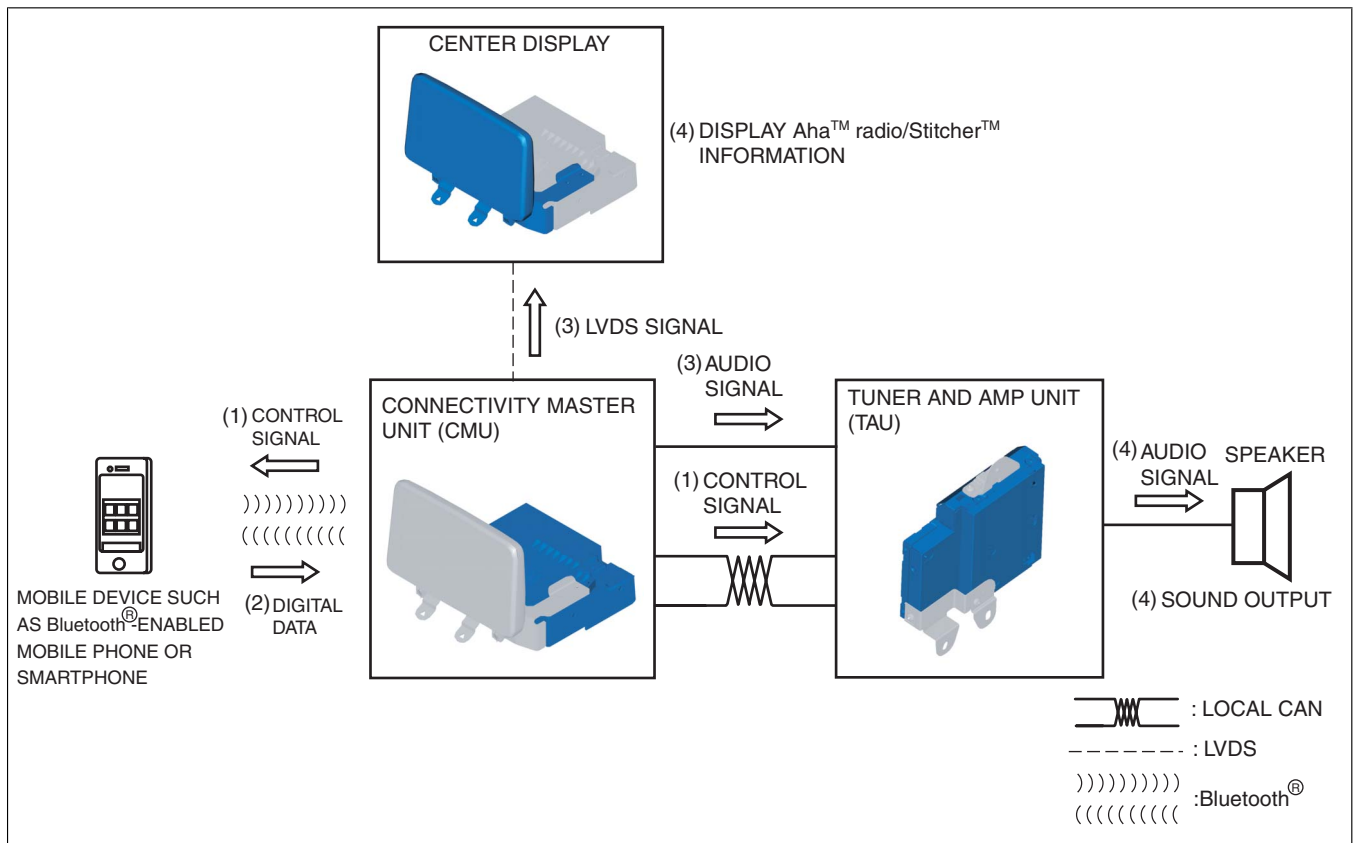 CENTER DISPLAY
(4) DISPLAY Aha™ radio/Stitcher™
INFORMATION
(3) LVDS SIGNAL
(3) AUDIO
SIGNAL
(1) CONTROL
SIGNAL
CONNECTIVITY MASTER
UNIT (CMU)
(1) CONTROL
SIGNAL
TUNER AND AMP UNIT
(TAU)
(4) AUDIO
SIGNAL
SPEAKER
(2) DIGITAL
DATA
MOBILE DEVICE SUCH
AS Bluetooth®-ENABLED
MOBILE PHONE OR
SMARTPHONE
(4) SOUND OUTPUT
: LOCAL CAN
: LVDS
:Bluetooth®